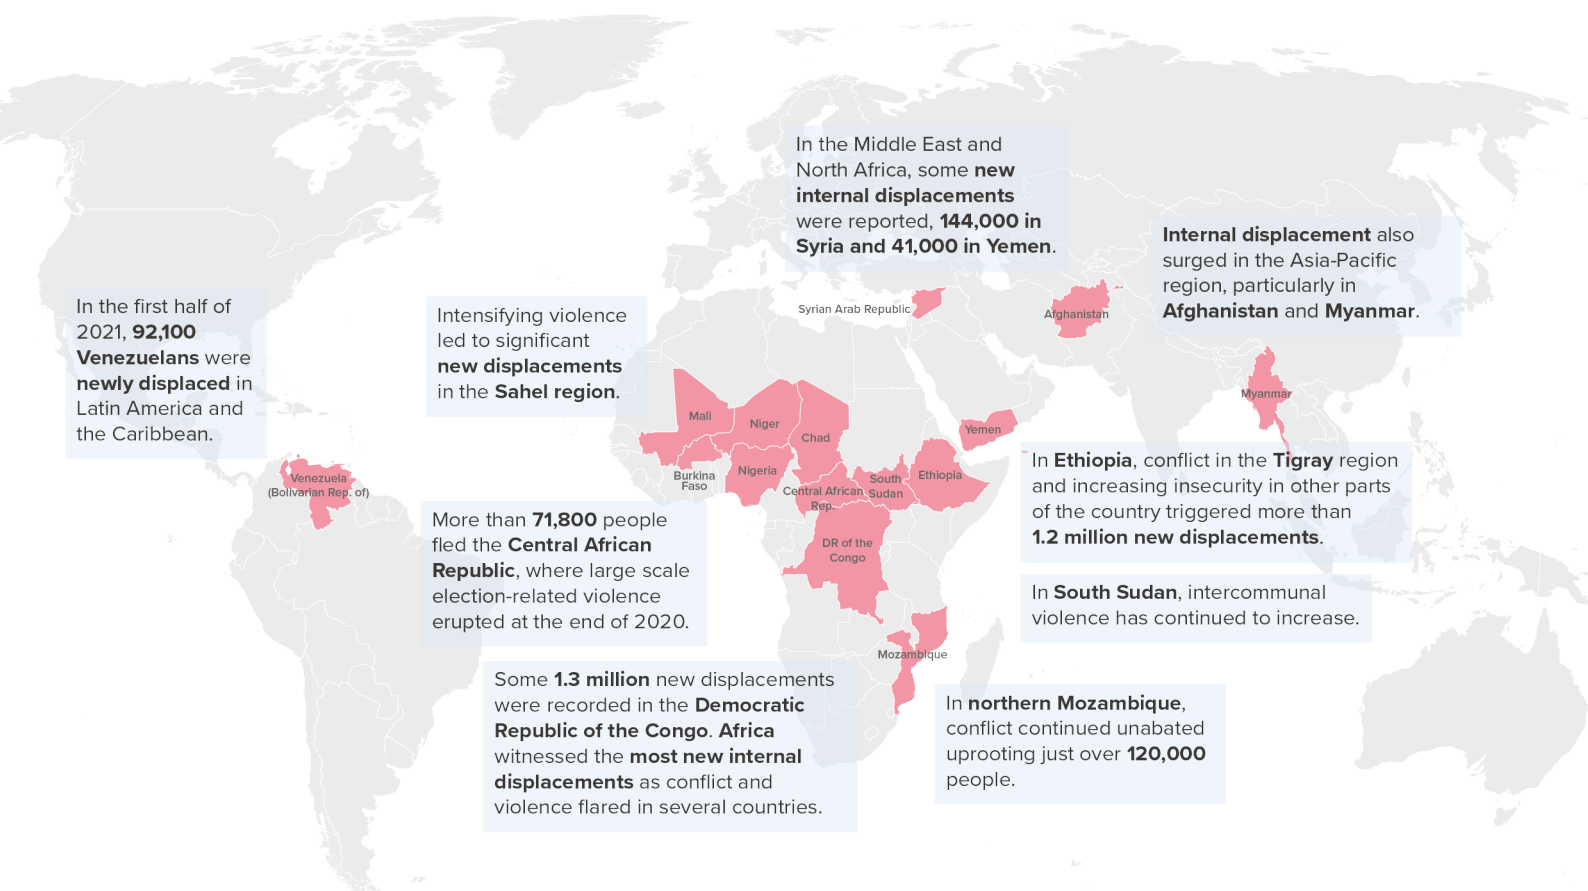 In the Middle East and
North Africa, some new
internal displacements
were reported, 144,000 in
Syria and 41,000 in Yemen.
Internal displacement also
surged in the Asia-Pacific
region, particularly in
Afghanistan and Myanmar.
In the first half of
2021, 92,100
Venezuelans were
newly displaced in
Latin America and
the Caribbean.
Intensifying violence
led to significant
new displacements
in the Sahel region.
Syrian Arab Republic
Afghanistan
Myanmar
Mali
Niger
Chad
Yemen
Burkina
Faso
Nigeria
Central African
Rep.
South
Sudan
Ethiopia
Venezuela
(Bolivarian Rep. of)
DR of the
Congo
Mozambique
In Ethiopia, conflict in the Tigray region
and increasing insecurity in other parts
of the country triggered more than
1.2 million new displacements.
More than 71,800 people
fled the Central African
Republic, where large scale
election-related violence
erupted at the end of 2020.
In South Sudan, intercommunal
violence has continued to increase.
Some 1.3 million new displacements
were recorded in the Democratic
Republic of the Congo. Africa
witnessed the most new internal
displacements as conflict and
violence flared in several countries.
In northern Mozambique,
conflict continued unabated
uprooting just over 120,000
people.